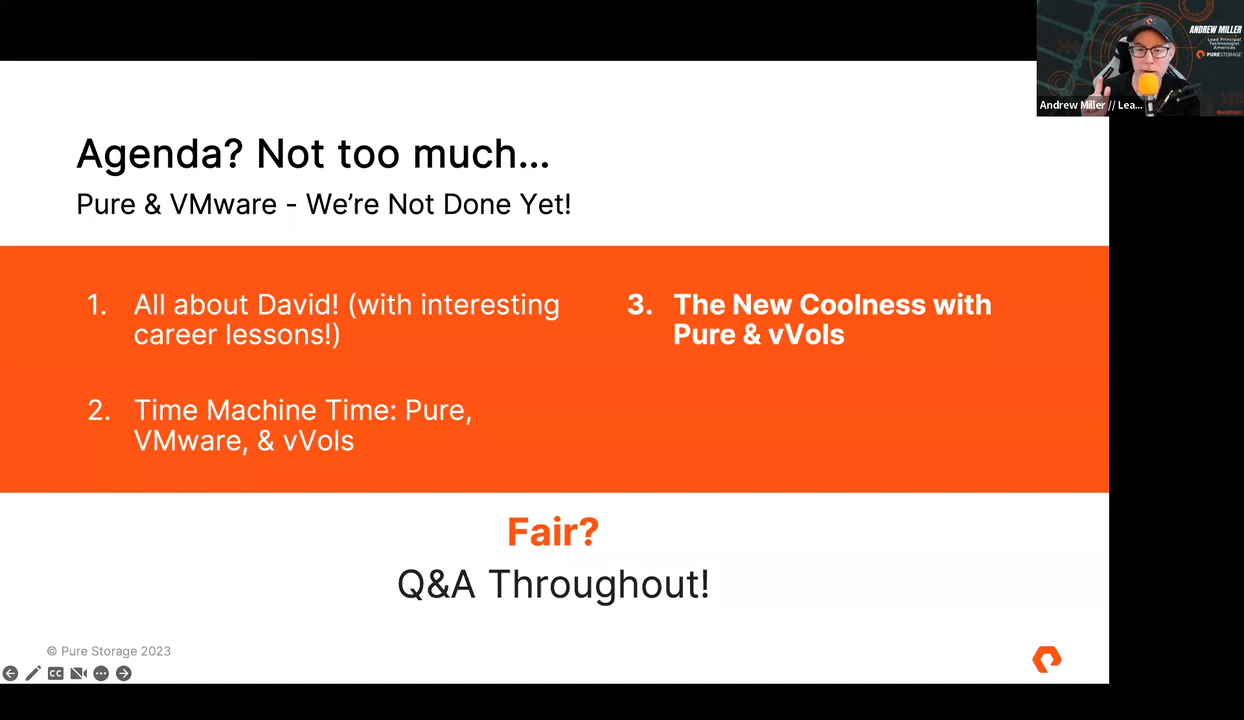 ANDREW MILLER
Lead Principal
Technologist
Americas
PURESTORAGE
Andrew Miller // Lea...
Agenda? Not too much...
Pure & VMware - We're Not Done Yet!
1. All about David! (with interesting
career lessons!)
2. Time Machine Time: Pure,
VMware, & vVols
3. The New Coolness with
Pure & vVols
Fair?
Q&A Throughout!
© Pure Storage 2023
CC